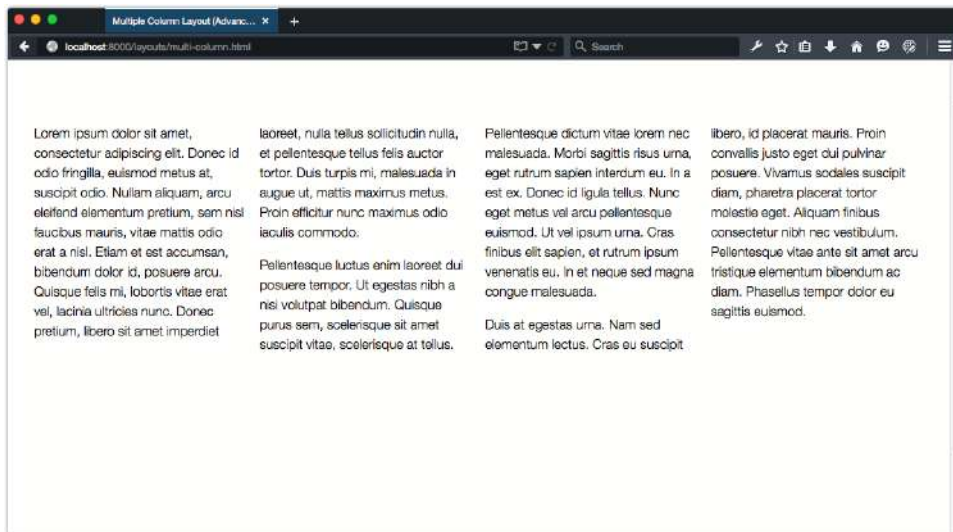 Multiple Column Layout (Advanc...
localhost:8000/layouts/multi-column.html
Search
Lorem ipsum dolor sit amet,
consectetur adipiscing elit. Donec id
odio fringilla, euismod metus at,
suscipit odio. Nullam aliquam, arcu
eleifend elementum pretium, sem nisl
faucibus mauris, vitae mattis odio
erat a nisl. Etiam et est accumsan,
bibendum dolor id, posuere arcu.
Quisque felis mi, lobortis vitae erat
vel, lacinia ultricies nunc. Donec
pretium, libero sit amet imperdiet
laoreet, nulla tellus sollicitudin nulla,
et pellentesque tellus felis auctor
tortor. Duis turpis mi, malesuada in
augue ut, mattis maximus metus.
Proin efficitur nunc maximus odio
iaculis commodo.
Pellentesque luctus enim laoreet dui
posuere tempor. Ut egestas nibh a
nisi volutpat bibendum. Quisque
purus sem, scelerisque sit amet
suscipit vitae, scelerisque at tellus.
Pellentesque dictum vitae lorem nec
malesuada. Morbi sagittis risus urna,
eget rutrum sapien interdum eu. In a
est ex. Donec id ligula tellus. Nunc
eget metus vel arcu pellentesque
euismod. Ut vel ipsum urna. Cras
finibus elit sapien, et rutrum ipsum
venenatis eu. In et neque sed magna
congue malesuada.
Duis at egestas urna. Nam sed
elementum lectus. Cras eu suscipit
libero, id placerat mauris. Proin
convallis justo eget dui pulvinar
posuere. Vivamus sodales suscipit
diam, pharetra placerat tortor
molestie eget. Aliquam finibus
consectetur nibh nec vestibulum.
Pellentesque vitae ante sit amet arcu
tristique elementum bibendum ac
diam. Phasellus tempor dolor eu
sagittis euismod.